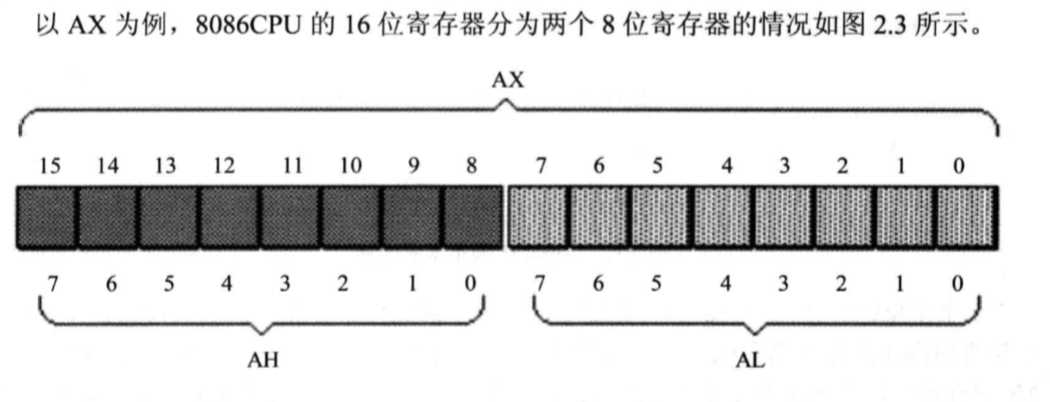 以 AX 为例，8086CPU 的 16 位寄存器分为两个 8 位寄存器的情况如图 2.3 所示。
AX
15 14 13 12 11 10 9 8 7 6 5 4 3 2 1 0
7 6 5 4 3 2 1 0 7 6 5 4 3 2 1 0
AH AL